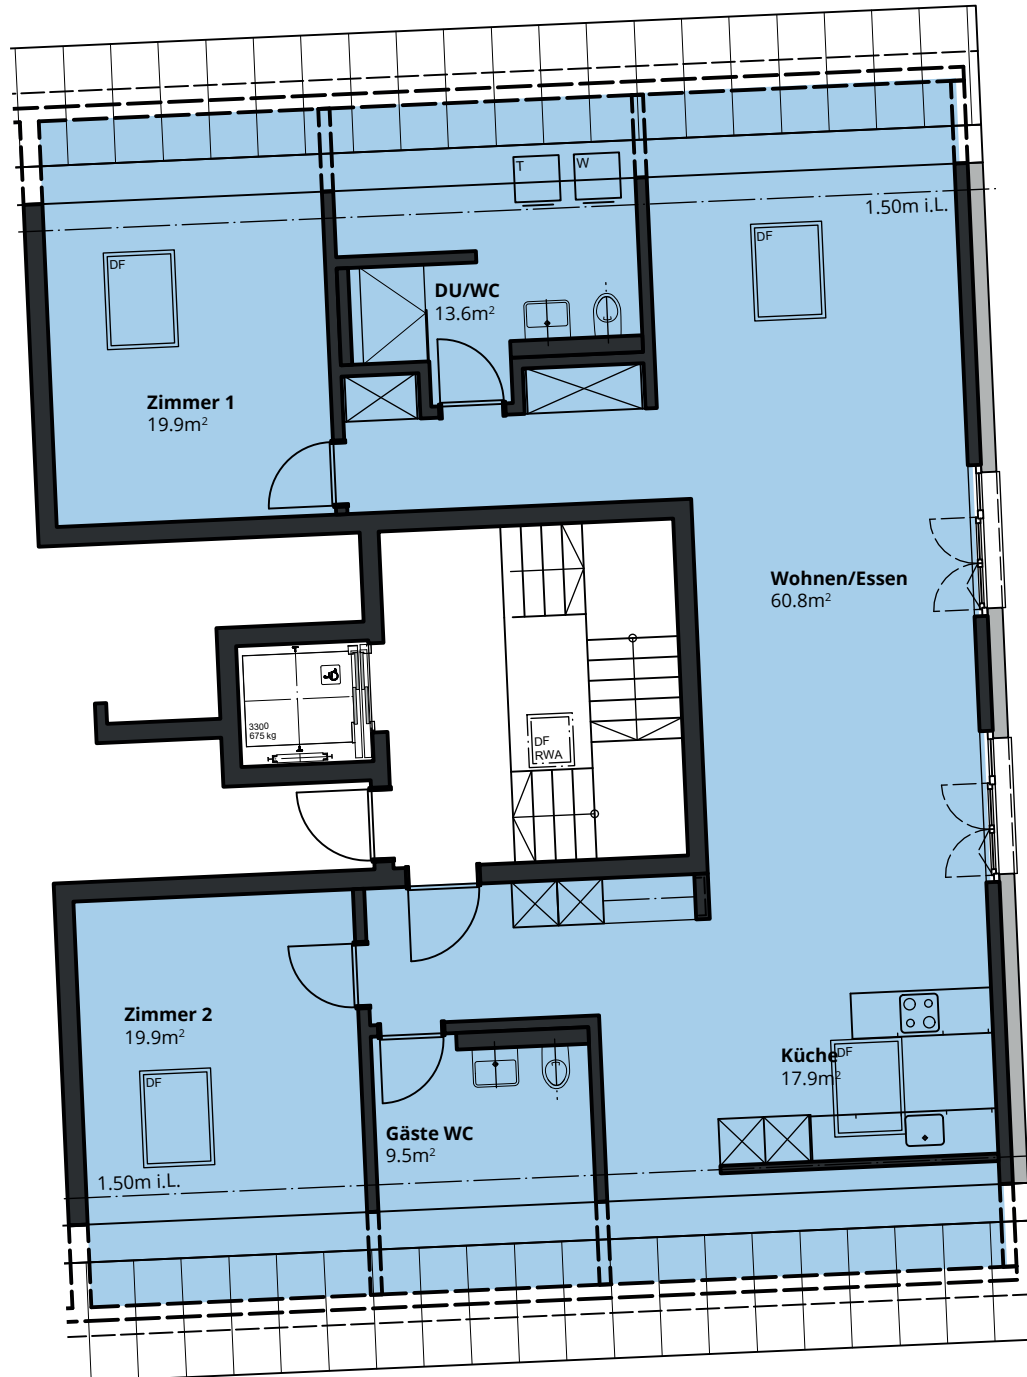 T
W
1.50m i.L.
DF
DF
DU/WC
13.6m²
Zimmer 1
19.9m²
Wohnen/Essen
60.8m²
3300
675 kg
DF
RWA
Zimmer 2
19.9m²
Küche
17.9m²
DF
DF
Gäste WC
9.5m²
1.50m i.L.